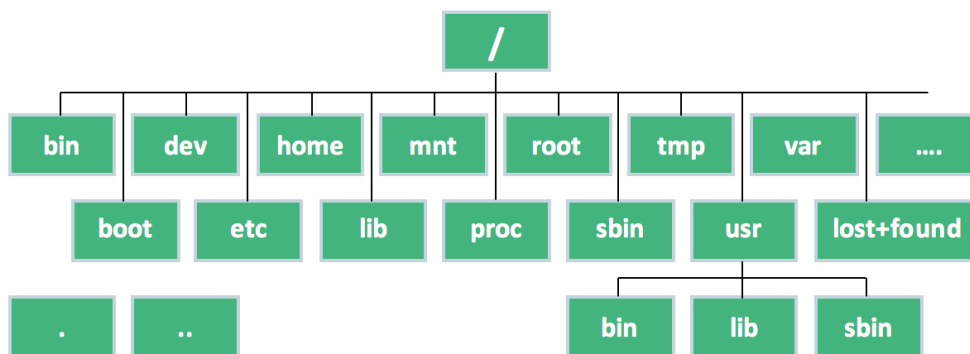 /
bin dev home mnt root tmp var ....
boot etc lib proc sbin usr lost+found
. .. bin lib sbin